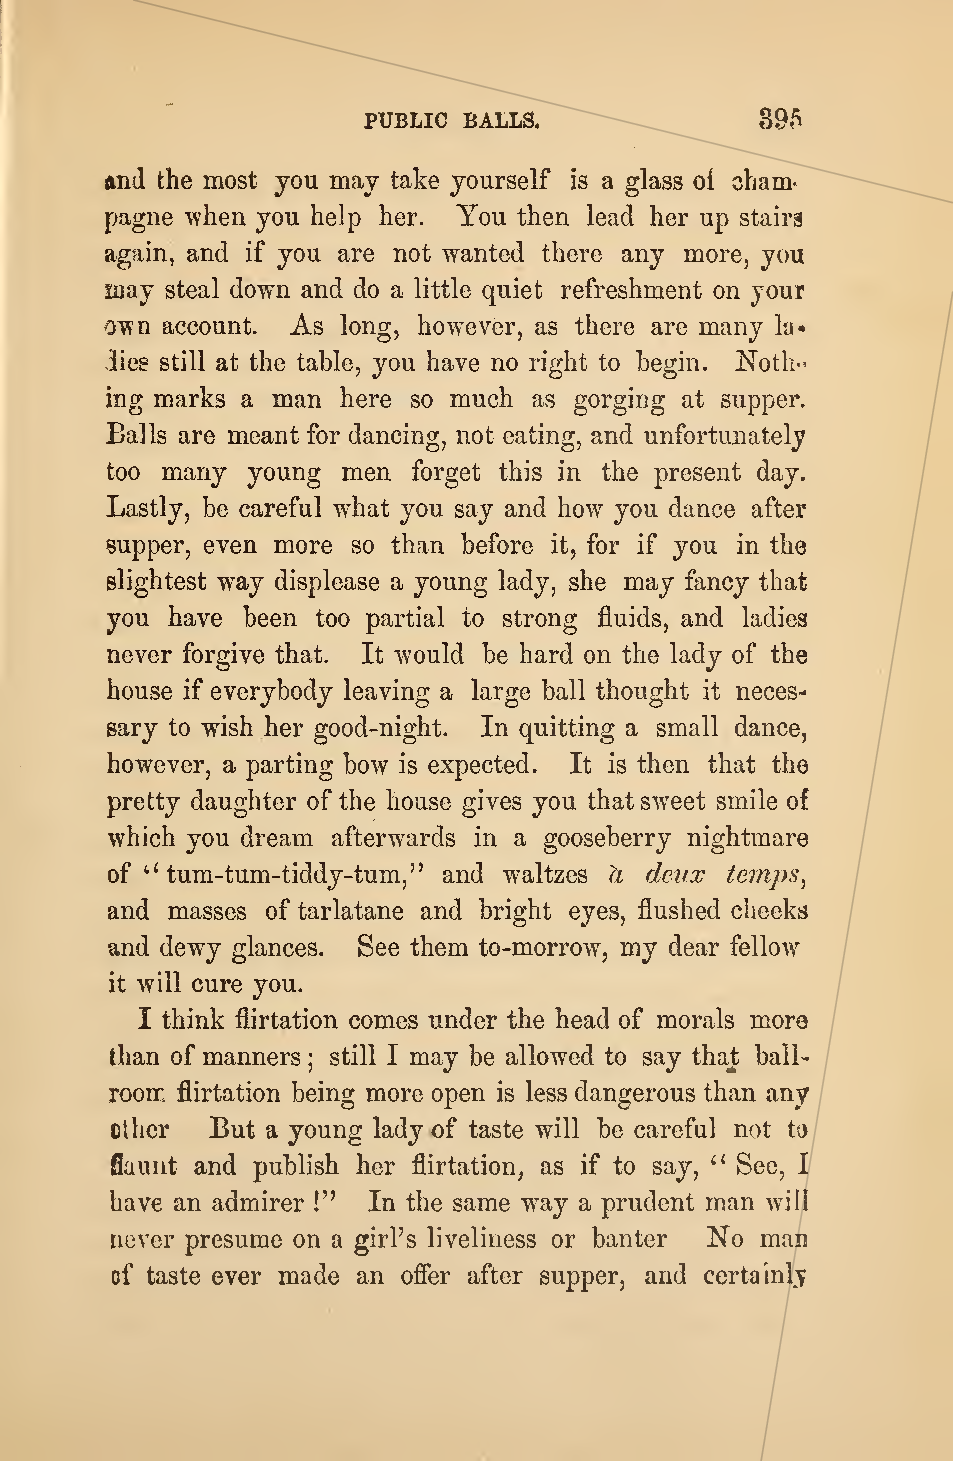 PUBLIC BALLS. 395
and the most you may take yourself is a glass of cham-
pagne when you help her. You then lead her up stairs
again, and if you are not wanted there any more, you
may steal down and do a little quiet refreshment on your
own account. As long, however, as there are many la-
dies still at the table, you have no right to begin. Noth-
ing marks a man here so much as gorging at supper.
Balls are meant for dancing, not eating, and unfortunately
too many young men forget this in the present day.
Lastly, be careful what you say and how you dance after
supper, even more so than before it, for if you in the
slightest way displease a young lady, she may fancy that
you have been too partial to strong fluids, and ladies
never forgive that. It would be hard on the lady of the
house if everybody leaving a large ball thought it neces-
sary to wish her good-night. In quitting a small dance,
however, a parting bow is expected. It is then that the
pretty daughter of the house gives you that sweet smile of
which you dream afterwards in a gooseberry nightmare
of “tum-tum-tiddy-tum,” and waltzes à deux temps,
and masses of tarlatane and bright eyes, flushed cheeks
and dewy glances. See them to-morrow, my dear fellow
it will cure you.
I think flirtation comes under the head of morals more
than of manners; still I may be allowed to say that ball-
room flirtation being more open is less dangerous than any
other But a young lady of taste will be careful not to
flaunt and publish her flirtation, as if to say, “See, I
have an admirer!” In the same way a prudent man will
never presume on a girl’s liveliness or banter No man
of taste ever made an offer after supper, and certainly